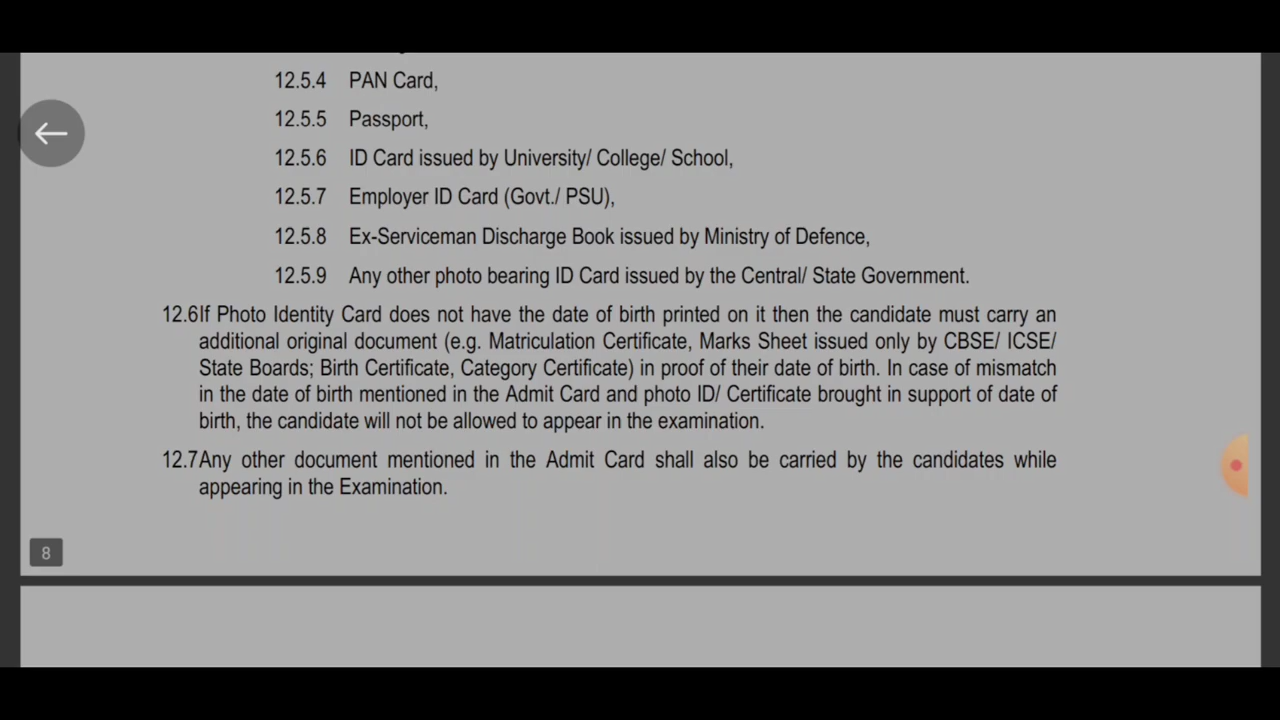 12.5.4 PAN Card,
12.5.5 Passport,
12.5.6 ID Card issued by University/ College/ School,
12.5.7 Employer ID Card (Govt./ PSU),
12.5.8 Ex-Serviceman Discharge Book issued by Ministry of Defence,
12.5.9 Any other photo bearing ID Card issued by the Central/ State Government.
12.6If Photo Identity Card does not have the date of birth printed on it then the candidate must carry an
additional original document (e.g. Matriculation Certificate, Marks Sheet issued only by CBSE/ ICSE/
State Boards; Birth Certificate, Category Certificate) in proof of their date of birth. In case of mismatch
in the date of birth mentioned in the Admit Card and photo ID/ Certificate brought in support of date of
birth, the candidate will not be allowed to appear in the examination.
12.7Any other document mentioned in the Admit Card shall also be carried by the candidates while
appearing in the Examination.
8